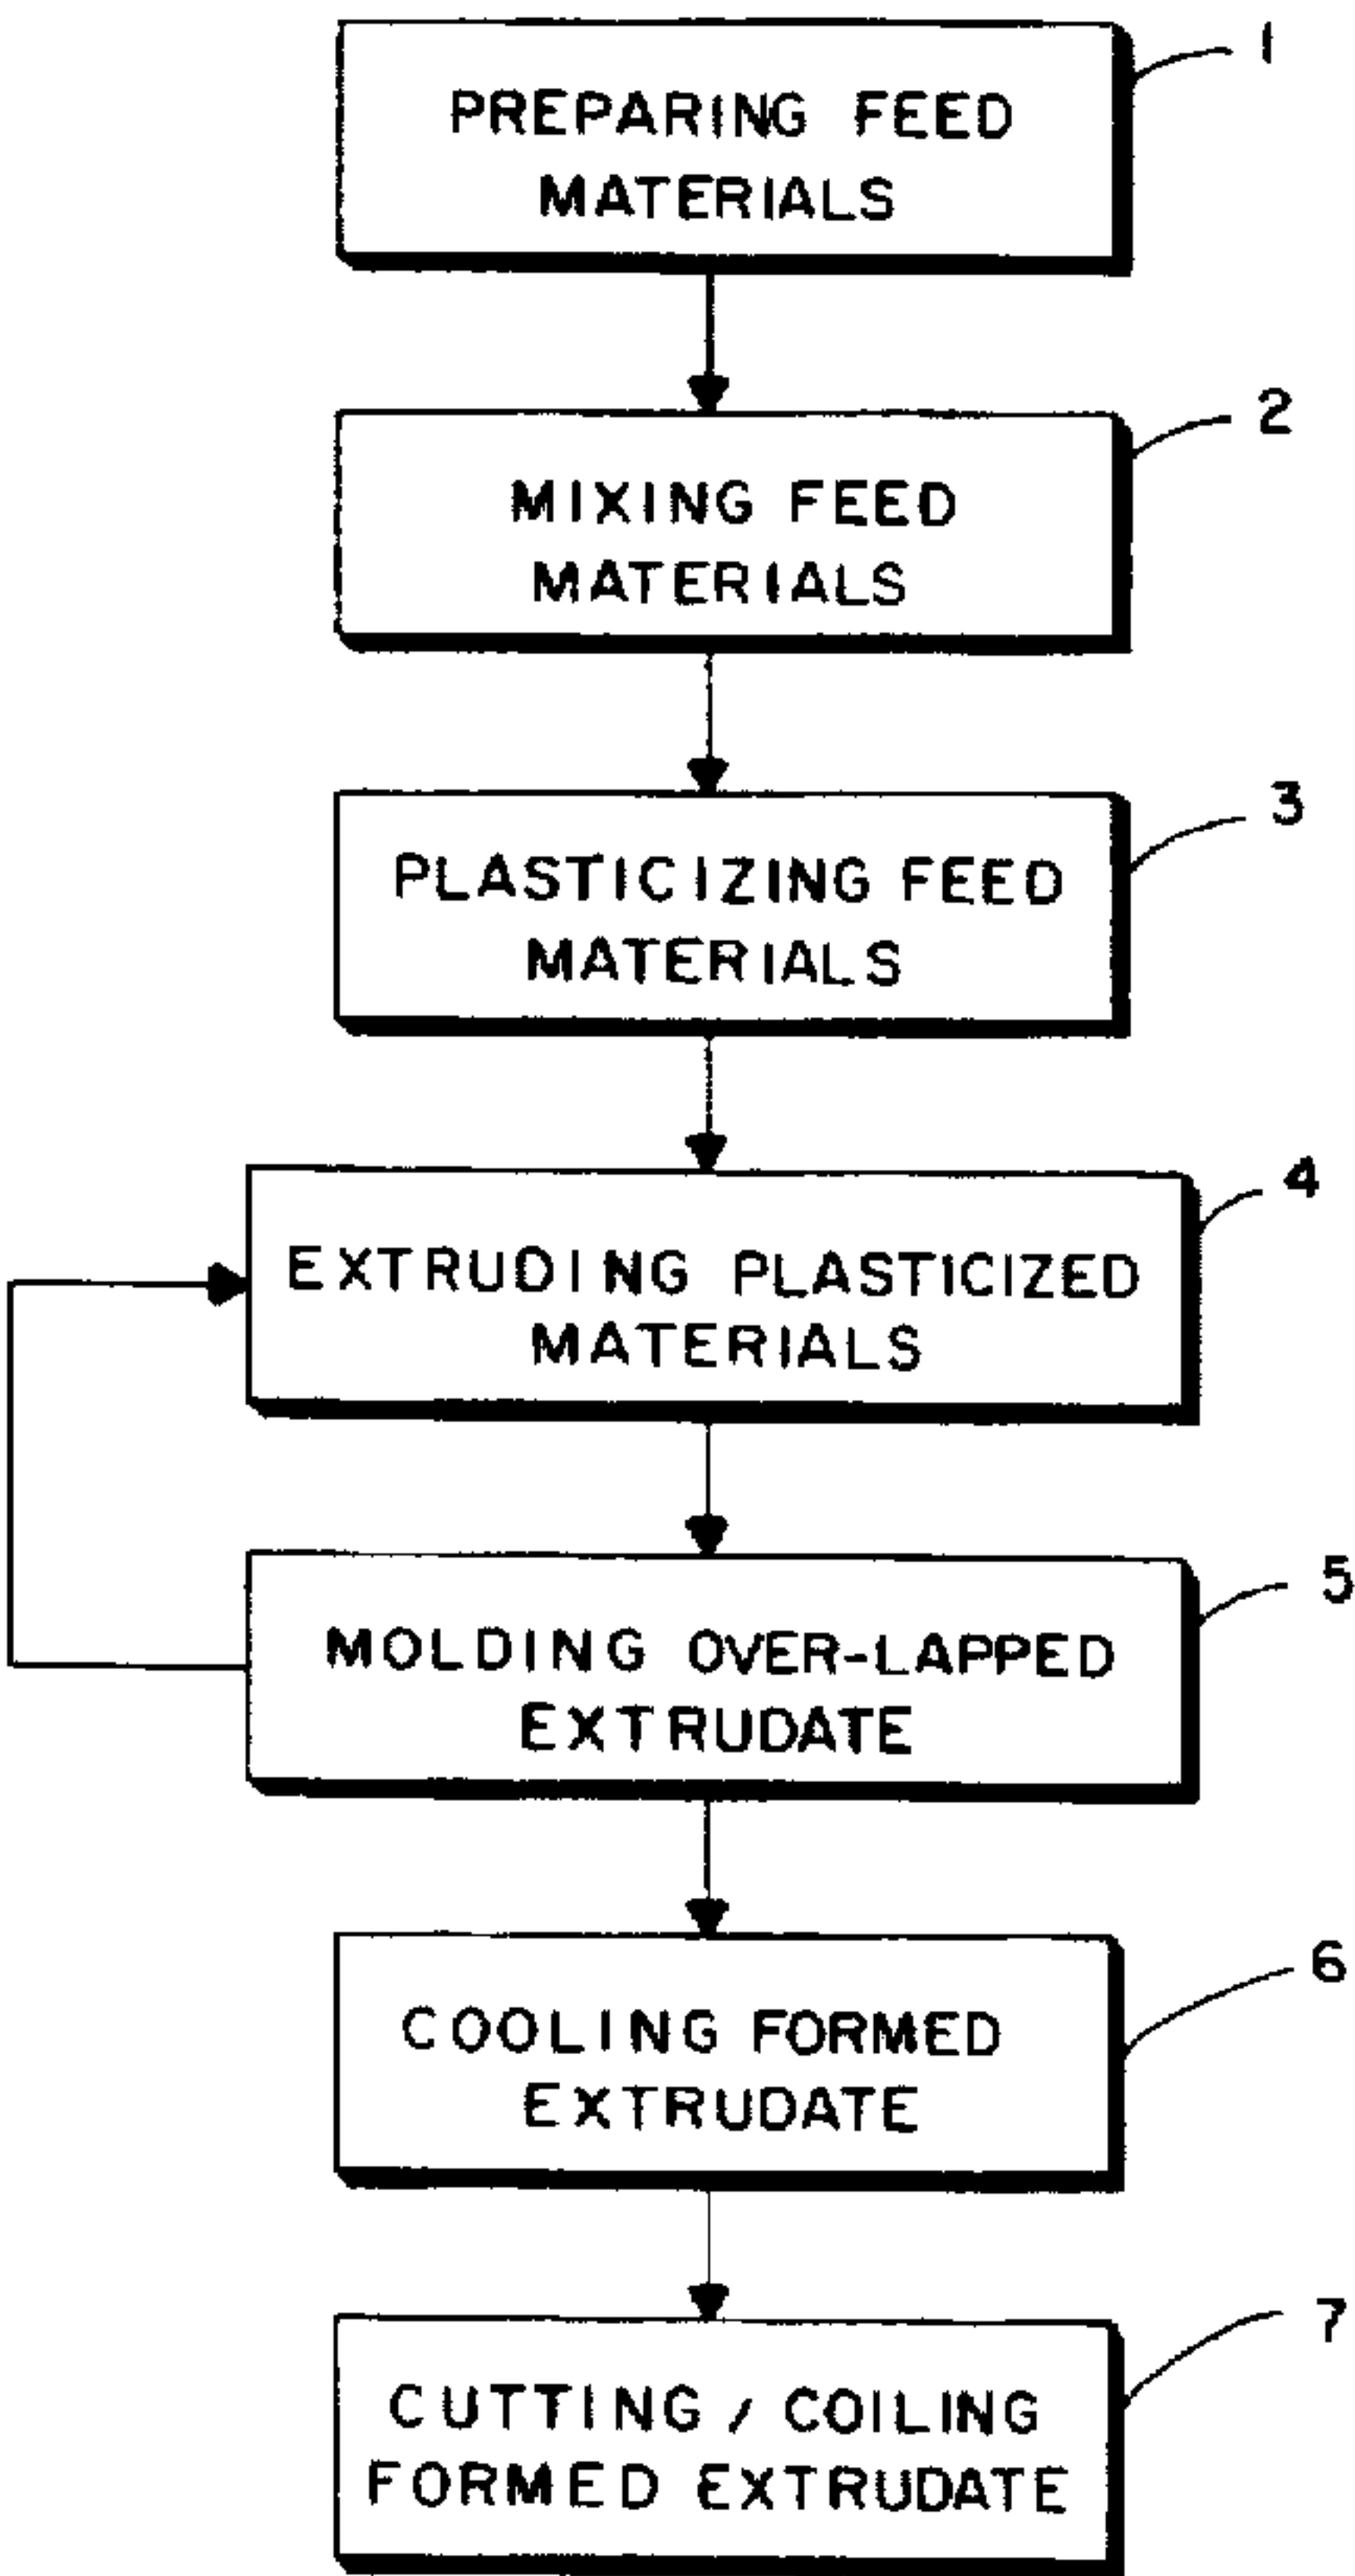 1
PREPARING FEED
MATERIALS
2
MIXING FEED
MATERIALS
3
PLASTICIZING FEED
MATERIALS
4
EXTRUDING PLASTICIZED
MATERIALS
5
MOLDING OVER-LAPPED
EXTRUDATE
6
COOLING FORMED
EXTRUDATE
7
CUTTING / COILING
FORMED EXTRUDATE